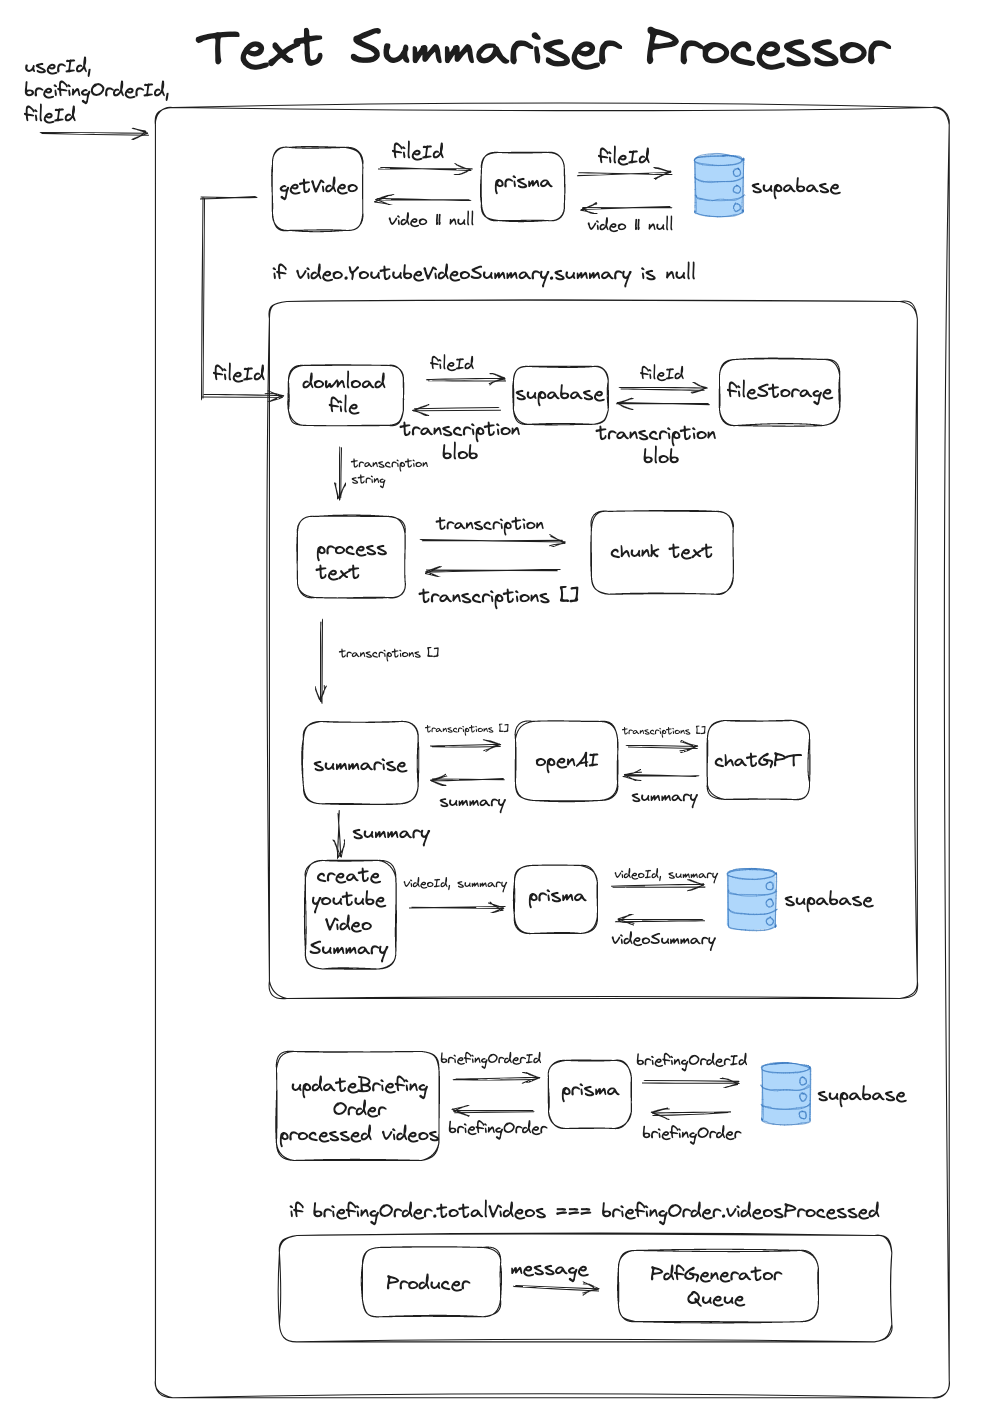 Text Summariser Processor
userId,
breifingOrderId,
fileId
getVideo
fileId
video || null
prisma
fileId
video || null
supabase
if video.YoutubeVideoSummary.summary is null
fileId
download
file
fileId
transcription
blob
supabase
fileId
transcription
blob
fileStorage
transcription
string
process
text
transcription
transcriptions []
chunk text
transcriptions []
summarise
transcriptions []
summary
openAI
transcriptions []
summary
chatGPT
summary
create
youtube
Video
Summary
videoId, summary
prisma
videoId, summary
videoSummary
supabase
updateBriefing
Order
processed videos
briefingOrderId
briefingOrder
prisma
briefingOrderId
briefingOrder
supabase
if briefingOrder.totalVideos === briefingOrder.videosProcessed
Producer
message
PdfGenerator
Queue